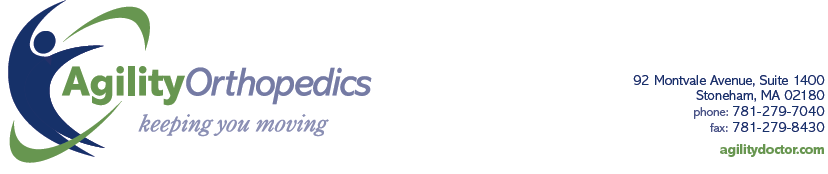 AgilityOrthopedics
keeping you moving
92 Montvale Avenue, Suite 1400
Stoneham, MA 02180
phone: 781-279-7040
fax: 781-279-8430
agilitydoctor.com